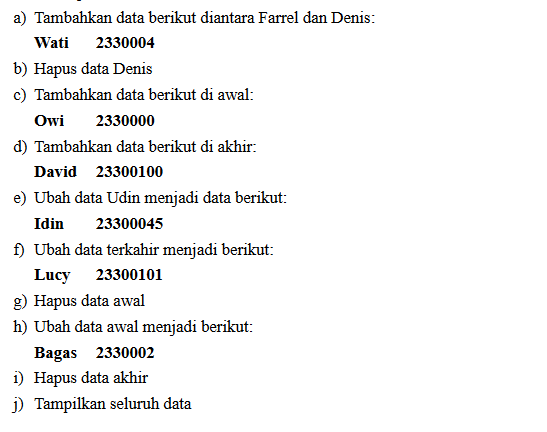 a) Tambahkan data berikut diantara Farrel dan Denis:
Wati 2330004
b) Hapus data Denis
c) Tambahkan data berikut di awal:
Owi 2330000
d) Tambahkan data berikut di akhir:
David 23300100
e) Ubah data Udin menjadi data berikut:
Idin 23300045
f) Ubah data terkahir menjadi berikut:
Lucy 23300101
g) Hapus data awal
h) Ubah data awal menjadi berikut:
Bagas 2330002
i) Hapus data akhir
j) Tampilkan seluruh data